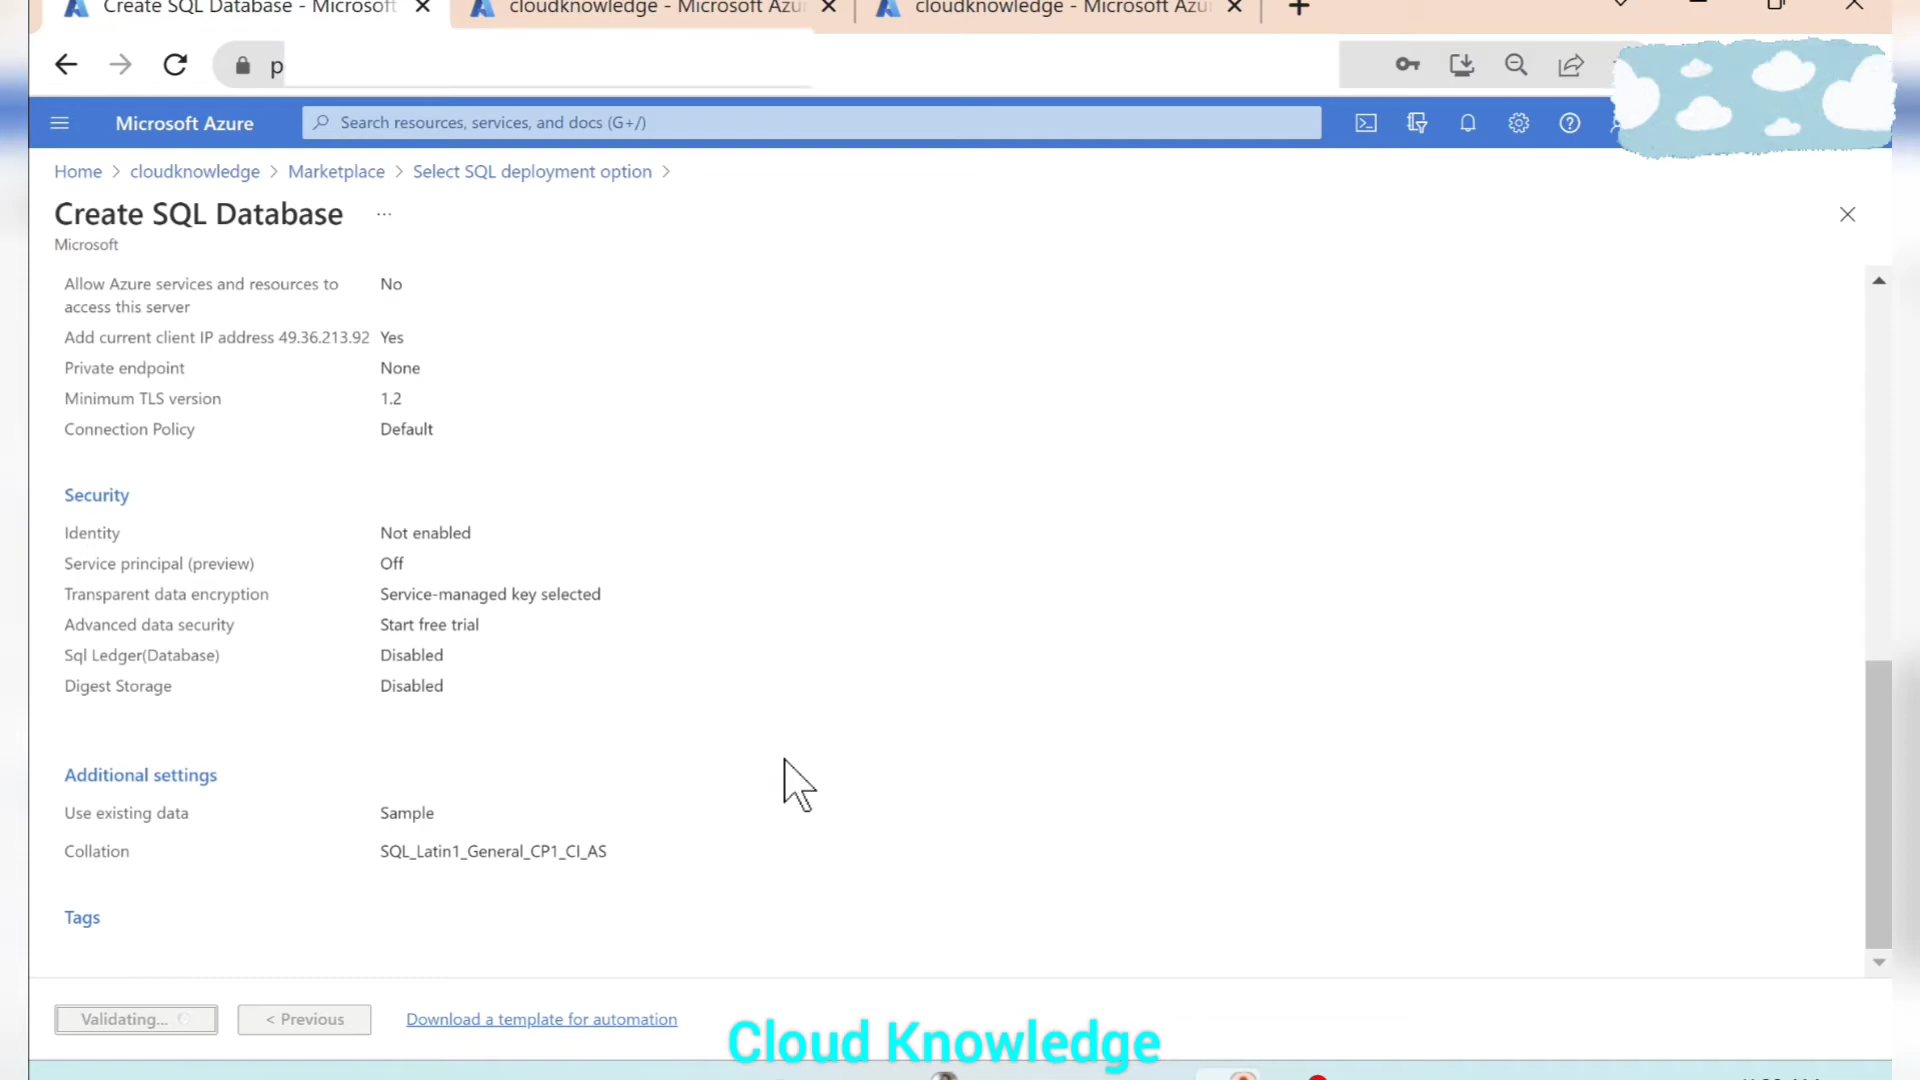 Create SQL Database - Microsoft
cloudknowledge - Microsoft Azu
cloudknowledge - Microsoft Azu
p
Microsoft Azure
Search resources, services, and docs (G+/)
Home > cloudknowledge > Marketplace > Select SQL deployment option >
Create SQL Database ...
Microsoft
Allow Azure services and resources to access this server No
Add current client IP address 49.36.213.92 Yes
Private endpoint None
Minimum TLS version 1.2
Connection Policy Default
Security
Identity Not enabled
Service principal (preview) Off
Transparent data encryption Service-managed key selected
Advanced data security Start free trial
Sql Ledger(Database) Disabled
Digest Storage Disabled
Additional settings
Use existing data Sample
Collation SQL_Latin1_General_CP1_CI_AS
Tags
Validating...
< Previous
Download a template for automation
Cloud Knowledge